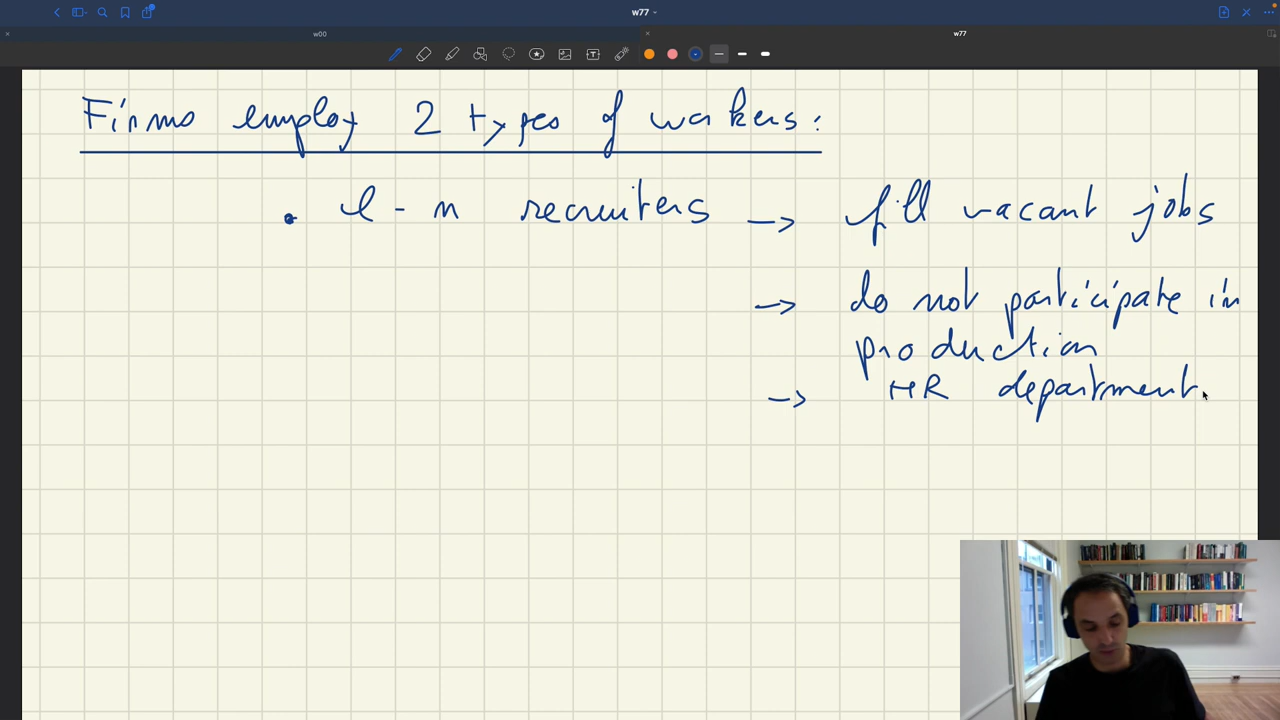 w77
w00
w77
Firms employ 2 types of workers:
• l - n recruiters → fill vacant jobs
→ do not participate in
production
→ HR department